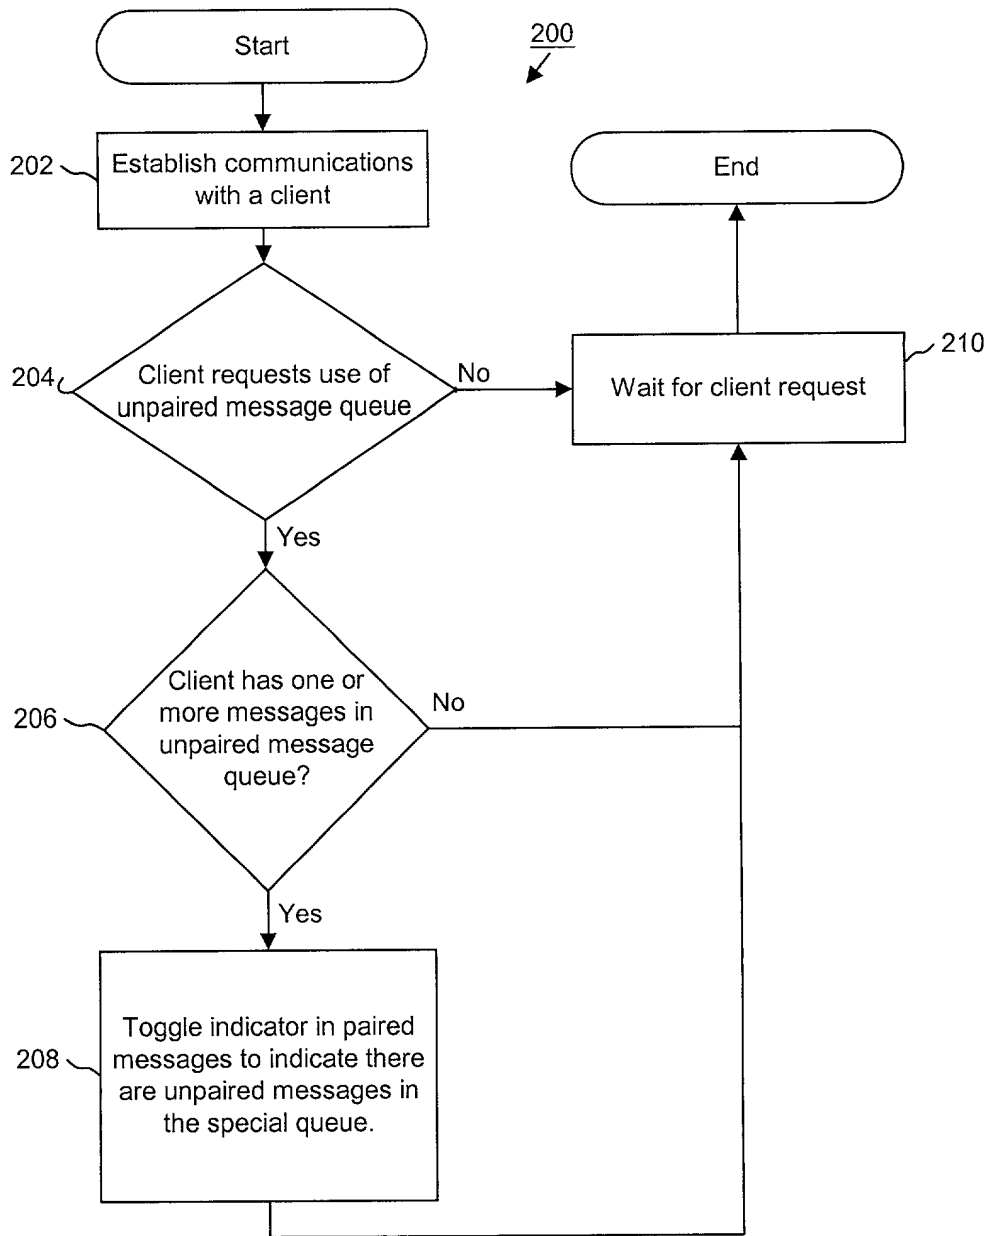 Start
200
202
Establish communications
with a client
End
204
Client requests use of
unpaired message queue
No
Wait for client request
210
Yes
206
Client has one or
more messages in
unpaired message
queue?
No
Yes
208
Toggle indicator in paired
messages to indicate there
are unpaired messages in
the special queue.